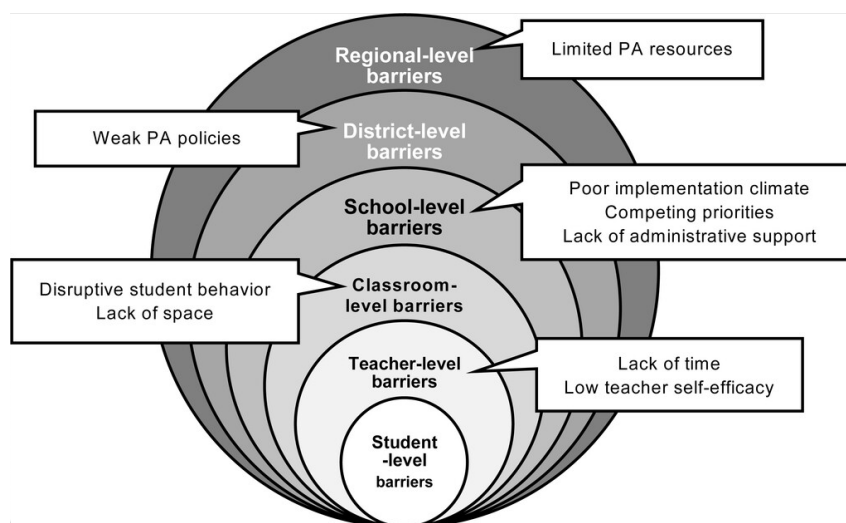 Regional-level
barriers
Limited PA resources
Weak PA policies
District-level
barriers
School-level
barriers
Poor implementation climate
Competing priorities
Lack of administrative support
Disruptive student behavior
Lack of space
Classroom-
level barriers
Teacher-level
barriers
Lack of time
Low teacher self-efficacy
Student
-level
barriers